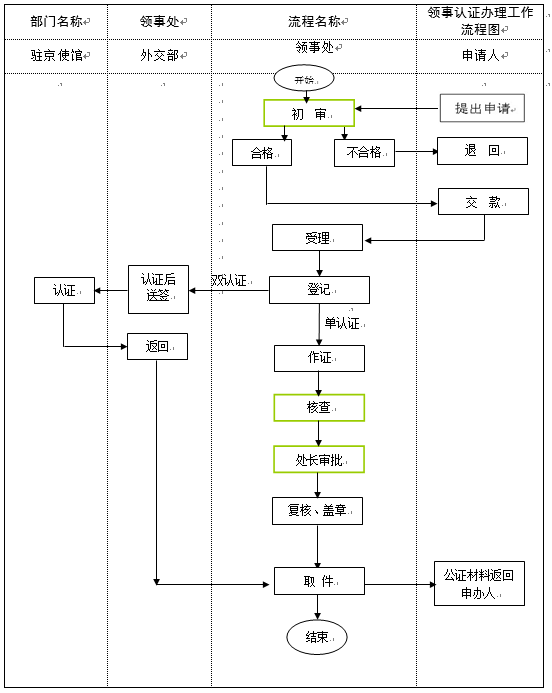 部门名称
领事处
流程名称
领事认证办理工作
流程图
驻京使馆
外交部
领事处
申请人
开始
初 审
提出申请
合格
不合格
退 回
交 款
受理
认证
认证后
送签
双认证
登记
单认证
返回
作证
核查
处长审批
复核、盖章
取 件
公证材料返回
申办人
结束